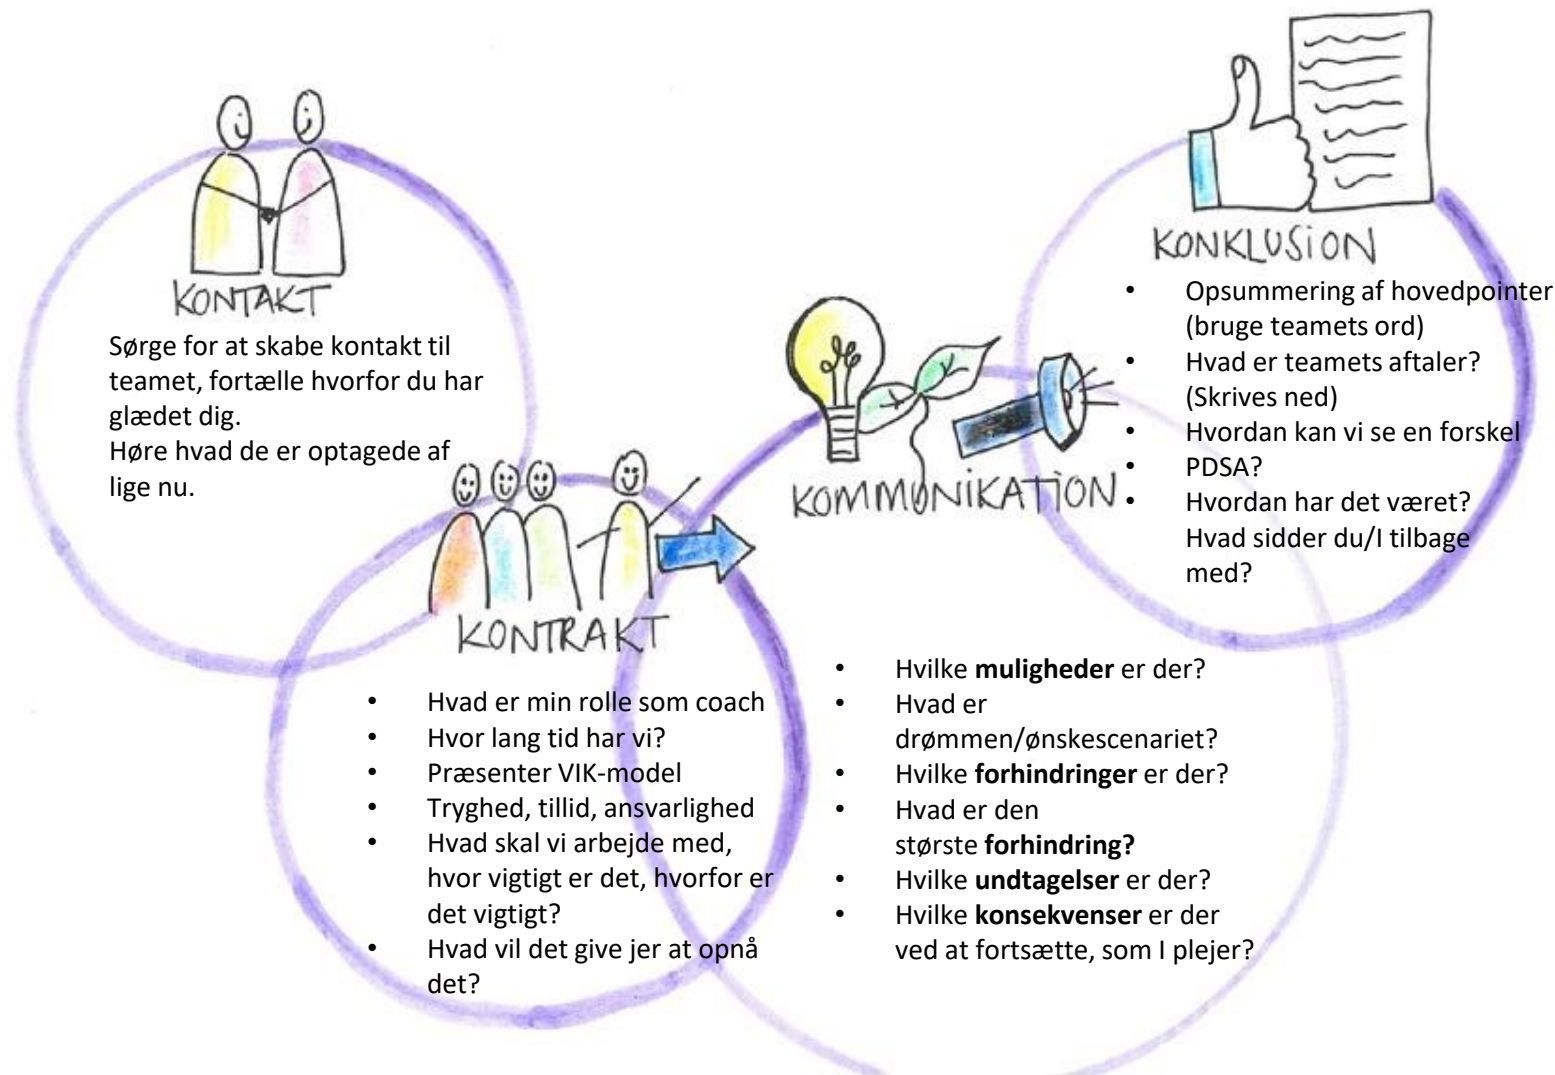 KONTAKT
Sørge for at skabe kontakt til
teamet, fortælle hvorfor du har
glædet dig.
Høre hvad de er optagede af
lige nu.
KONTRAKT
• Hvad er min rolle som coach
• Hvor lang tid har vi?
• Præsenter VIK-model
• Tryghed, tillid, ansvarlighed
• Hvad skal vi arbejde med,
hvor vigtigt er det, hvorfor er
det vigtigt?
• Hvad vil det give jer at opnå
det?
KOMMUNIKATION
• Hvilke muligheder er der?
• Hvad er
drømmen/ønskescenariet?
• Hvilke forhindringer er der?
• Hvad er den
største forhindring?
• Hvilke undtagelser er der?
• Hvilke konsekvenser er der
ved at fortsætte, som I plejer?
KONKLUSION
• Opsummering af hovedpointer
(bruge teamets ord)
• Hvad er teamets aftaler?
(Skrives ned)
• Hvordan kan vi se en forskel
• PDSA?
• Hvordan har det været?
Hvad sidder du/I tilbage
med?